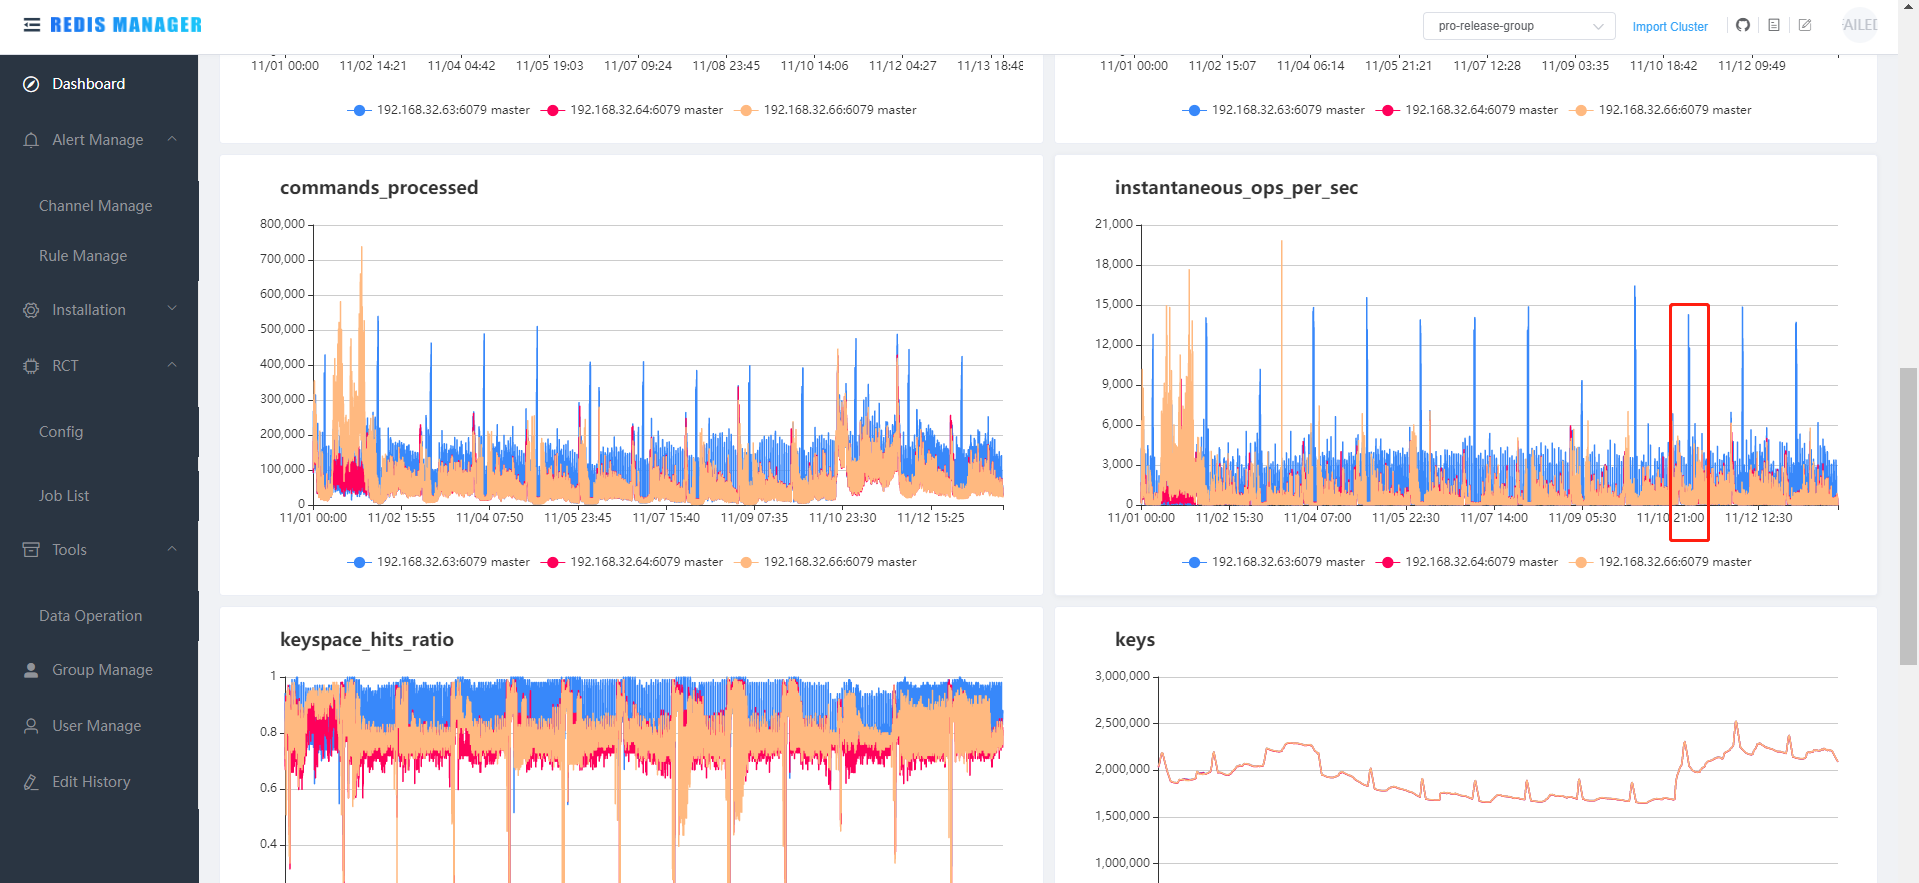 REDIS MANAGER
pro-release-group
Import Cluster
AILED
Dashboard
Alert Manage
Channel Manage
Rule Manage
Installation
RCT
Config
Job List
Tools
Data Operation
Group Manage
User Manage
Edit History
11/01 00:00 11/02 14:21 11/04 04:42 11/05 19:03 11/07 09:24 11/08 23:45 11/10 14:06 11/12 04:27 11/13 18:48
192.168.32.63:6079 master 192.168.32.64:6079 master 192.168.32.66:6079 master
0
11/01 00:00 11/02 15:07 11/04 06:14 11/05 21:21 11/07 12:28 11/09 03:35 11/10 18:42 11/12 09:49
192.168.32.63:6079 master 192.168.32.64:6079 master 192.168.32.66:6079 master
commands_processed
800,000
700,000
600,000
500,000
400,000
300,000
200,000
100,000
0
11/01 00:00 11/02 15:55 11/04 07:50 11/05 23:45 11/07 15:40 11/09 07:35 11/10 23:30 11/12 15:25
192.168.32.63:6079 master 192.168.32.64:6079 master 192.168.32.66:6079 master
instantaneous_ops_per_sec
21,000
18,000
15,000
12,000
9,000
6,000
3,000
0
11/01 00:00 11/02 15:30 11/04 07:00 11/05 22:30 11/07 14:00 11/09 05:30 11/10 21:00 11/12 12:30
192.168.32.63:6079 master 192.168.32.64:6079 master 192.168.32.66:6079 master
keyspace_hits_ratio
1
0.8
0.6
0.4
keys
3,000,000
2,500,000
2,000,000
1,500,000
1,000,000